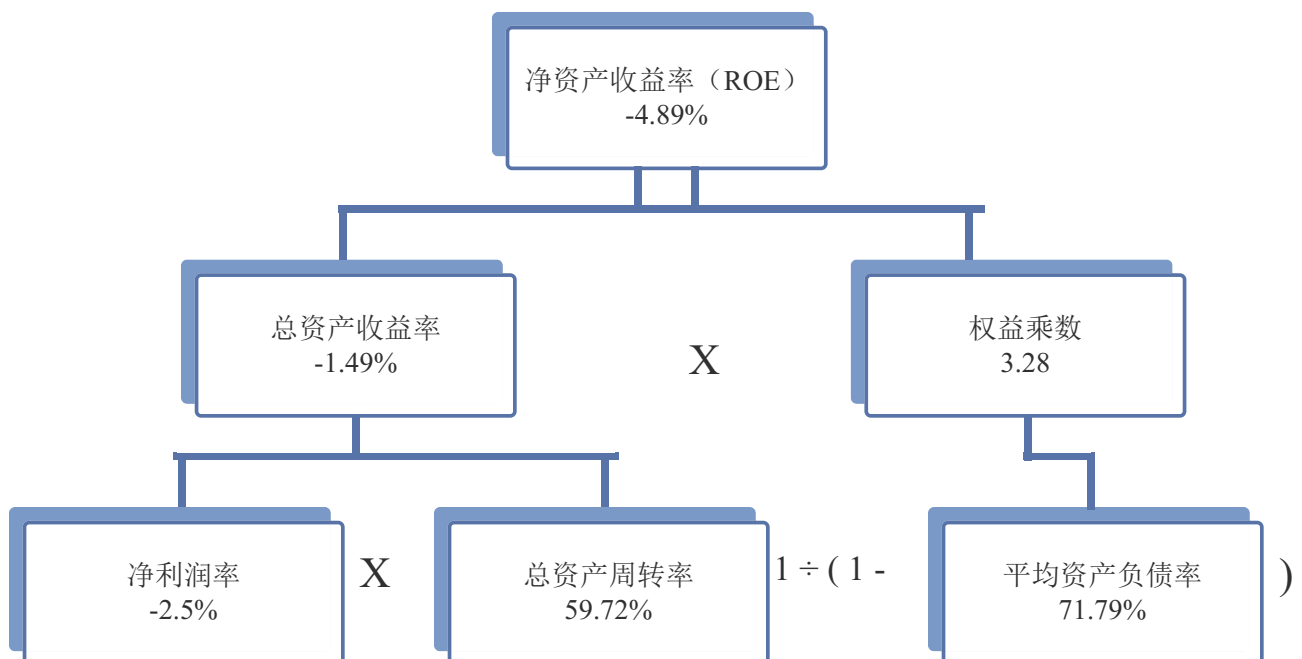 净资产收益率（ROE）
-4.89%
总资产收益率
-1.49%
X
权益乘数
3.28
净利润率
-2.5%
X
总资产周转率
59.72%
1 ÷ ( 1 -
平均资产负债率
71.79%
)